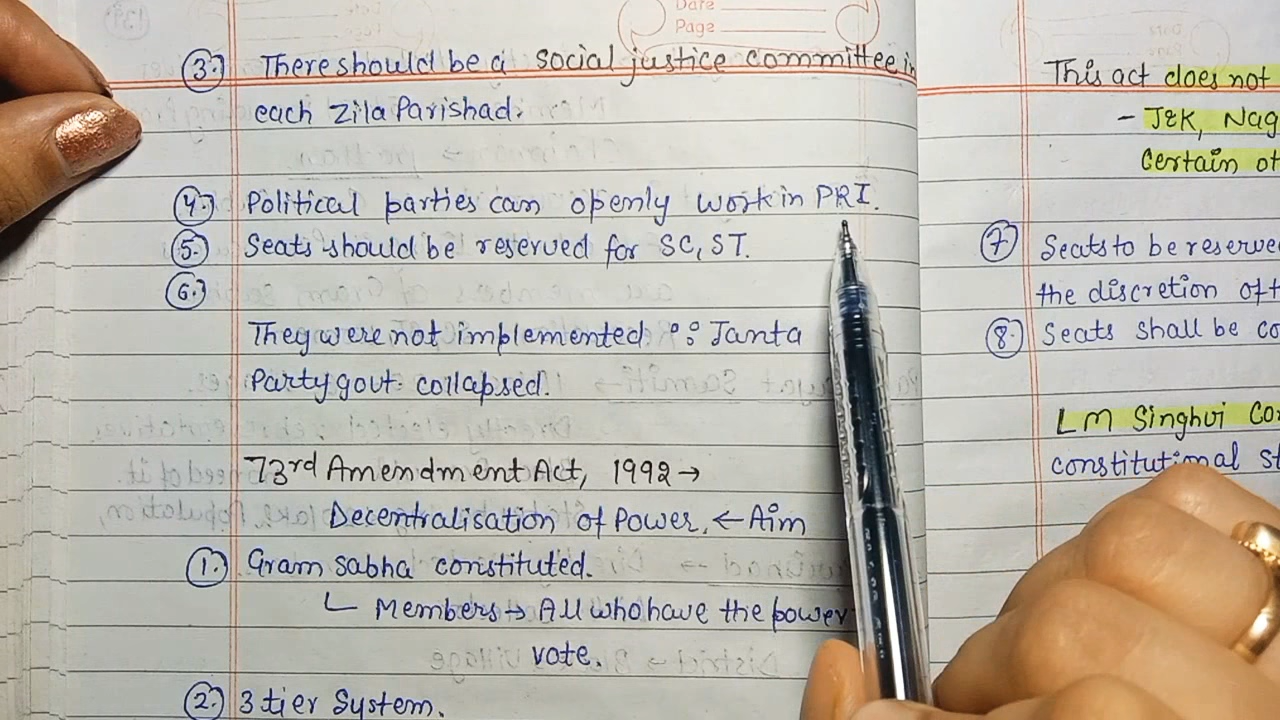 Date
Page
3. There should be a social justice committee in
each Zila Parishad.
4. Political parties can openly work in PRI.
5. Seats should be reserved for SC, ST.
6.
They were not implemented ∵ Janta
Party govt. collapsed.
73rd Amendment Act, 1992 →
Decentralisation of Power. ← Aim
1. Gram sabha constituted.
└ Members → All who have the power
vote.
2. 3 tier System.
This act does not
- J&K, Nag
Certain ot
7. Seats to be reserve
the discretion of t
8. Seats shall be co
LM Singhvi Co
constitutional st